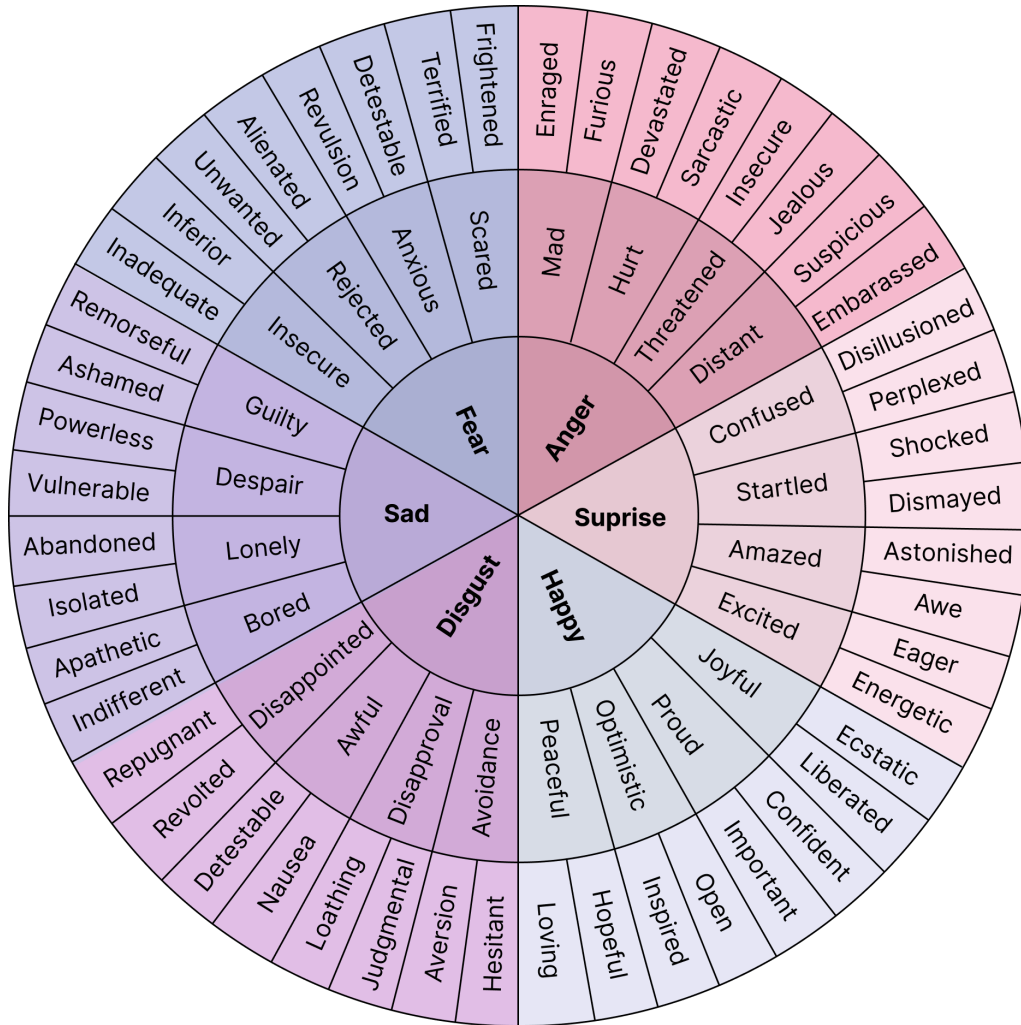 Fear
Anger
Suprise
Happy
Disgust
Sad
Scared
Mad
Hurt
Threatened
Distant
Confused
Startled
Amazed
Excited
Joyful
Proud
Optimistic
Peaceful
Avoidance
Disapproval
Awful
Disappointed
Bored
Lonely
Despair
Guilty
Insecure
Rejected
Anxious
Frightened
Enraged
Furious
Devastated
Sarcastic
Insecure
Jealous
Suspicious
Embarassed
Disillusioned
Perplexed
Shocked
Dismayed
Astonished
Awe
Eager
Energetic
Ecstatic
Liberated
Confident
Important
Open
Inspired
Hopeful
Loving
Hesitant
Aversion
Judgmental
Loathing
Nausea
Detestable
Revolted
Repugnant
Indifferent
Apathetic
Isolated
Abandoned
Vulnerable
Powerless
Ashamed
Remorseful
Inadequate
Inferior
Unwanted
Alienated
Revulsion
Detestable
Terrified